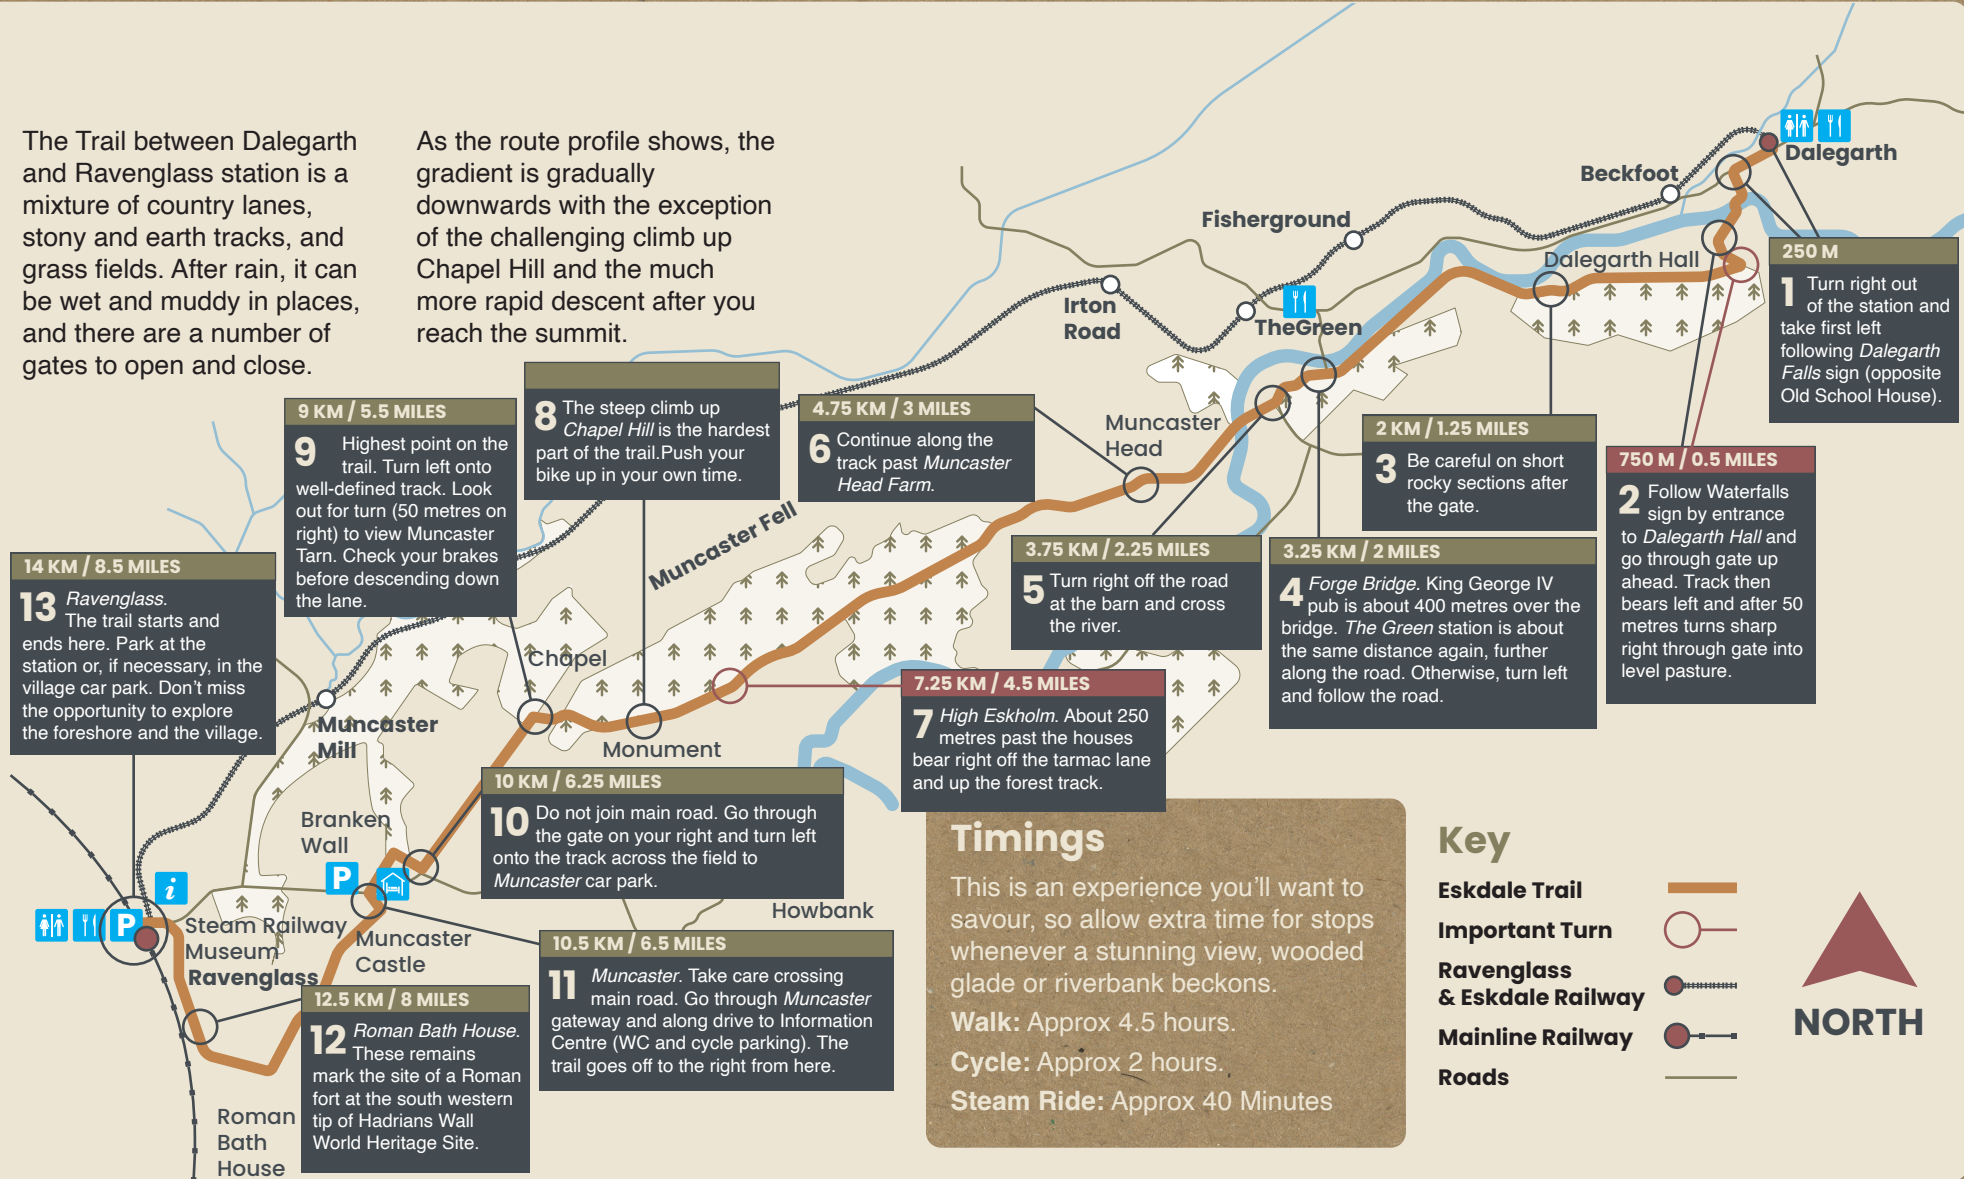 The Trail between Dalegarth
and Ravenglass station is a
mixture of country lanes,
stony and earth tracks, and
grass fields. After rain, it can
be wet and muddy in places,
and there are a number of
gates to open and close.
As the route profile shows, the
gradient is gradually
downwards with the exception
of the challenging climb up
Chapel Hill and the much
more rapid descent after you
reach the summit.
Dalegarth
Beckfoot
Fisherground
Dalegarth Hall
Irton
Road
TheGreen
Muncaster
Head
Muncaster Fell
Chapel
Monument
Muncaster
Mill
Branken
Wall
P
i
P
Steam Railway
Museum
Ravenglass
Muncaster
Castle
Howbank
Roman
Bath
House
250 M
1 Turn right out
of the station and
take first left
following Dalegarth
Falls sign (opposite
Old School House).
750 M / 0.5 MILES
2 Follow Waterfalls
sign by entrance
to Dalegarth Hall and
go through gate up
ahead. Track then
bears left and after 50
metres turns sharp
right through gate into
level pasture.
2 KM / 1.25 MILES
3 Be careful on short
rocky sections after
the gate.
3.25 KM / 2 MILES
4 Forge Bridge. King George IV
pub is about 400 metres over the
bridge. The Green station is about
the same distance again, further
along the road. Otherwise, turn left
and follow the road.
3.75 KM / 2.25 MILES
5 Turn right off the road
at the barn and cross
the river.
4.75 KM / 3 MILES
6 Continue along the
track past Muncaster
Head Farm.
7.25 KM / 4.5 MILES
7 High Eskholm. About 250
metres past the houses
bear right off the tarmac lane
and up the forest track.
8 The steep climb up
Chapel Hill is the hardest
part of the trail.Push your
bike up in your own time.
9 KM / 5.5 MILES
9 Highest point on the
trail. Turn left onto
well-defined track. Look
out for turn (50 metres on
right) to view Muncaster
Tarn. Check your brakes
before descending down
the lane.
10 KM / 6.25 MILES
10 Do not join main road. Go through
the gate on your right and turn left
onto the track across the field to
Muncaster car park.
10.5 KM / 6.5 MILES
11 Muncaster. Take care crossing
main road. Go through Muncaster
gateway and along drive to Information
Centre (WC and cycle parking). The
trail goes off to the right from here.
12.5 KM / 8 MILES
12 Roman Bath House.
These remains
mark the site of a Roman
fort at the south western
tip of Hadrians Wall
World Heritage Site.
14 KM / 8.5 MILES
13 Ravenglass.
The trail starts and
ends here. Park at the
station or, if necessary, in the
village car park. Don't miss
the opportunity to explore
the foreshore and the village.
Timings
This is an experience you'll want to
savour, so allow extra time for stops
whenever a stunning view, wooded
glade or riverbank beckons.
Walk: Approx 4.5 hours.
Cycle: Approx 2 hours.
Steam Ride: Approx 40 Minutes
Key
Eskdale Trail
Important Turn
Ravenglass
& Eskdale Railway
Mainline Railway
Roads
NORTH